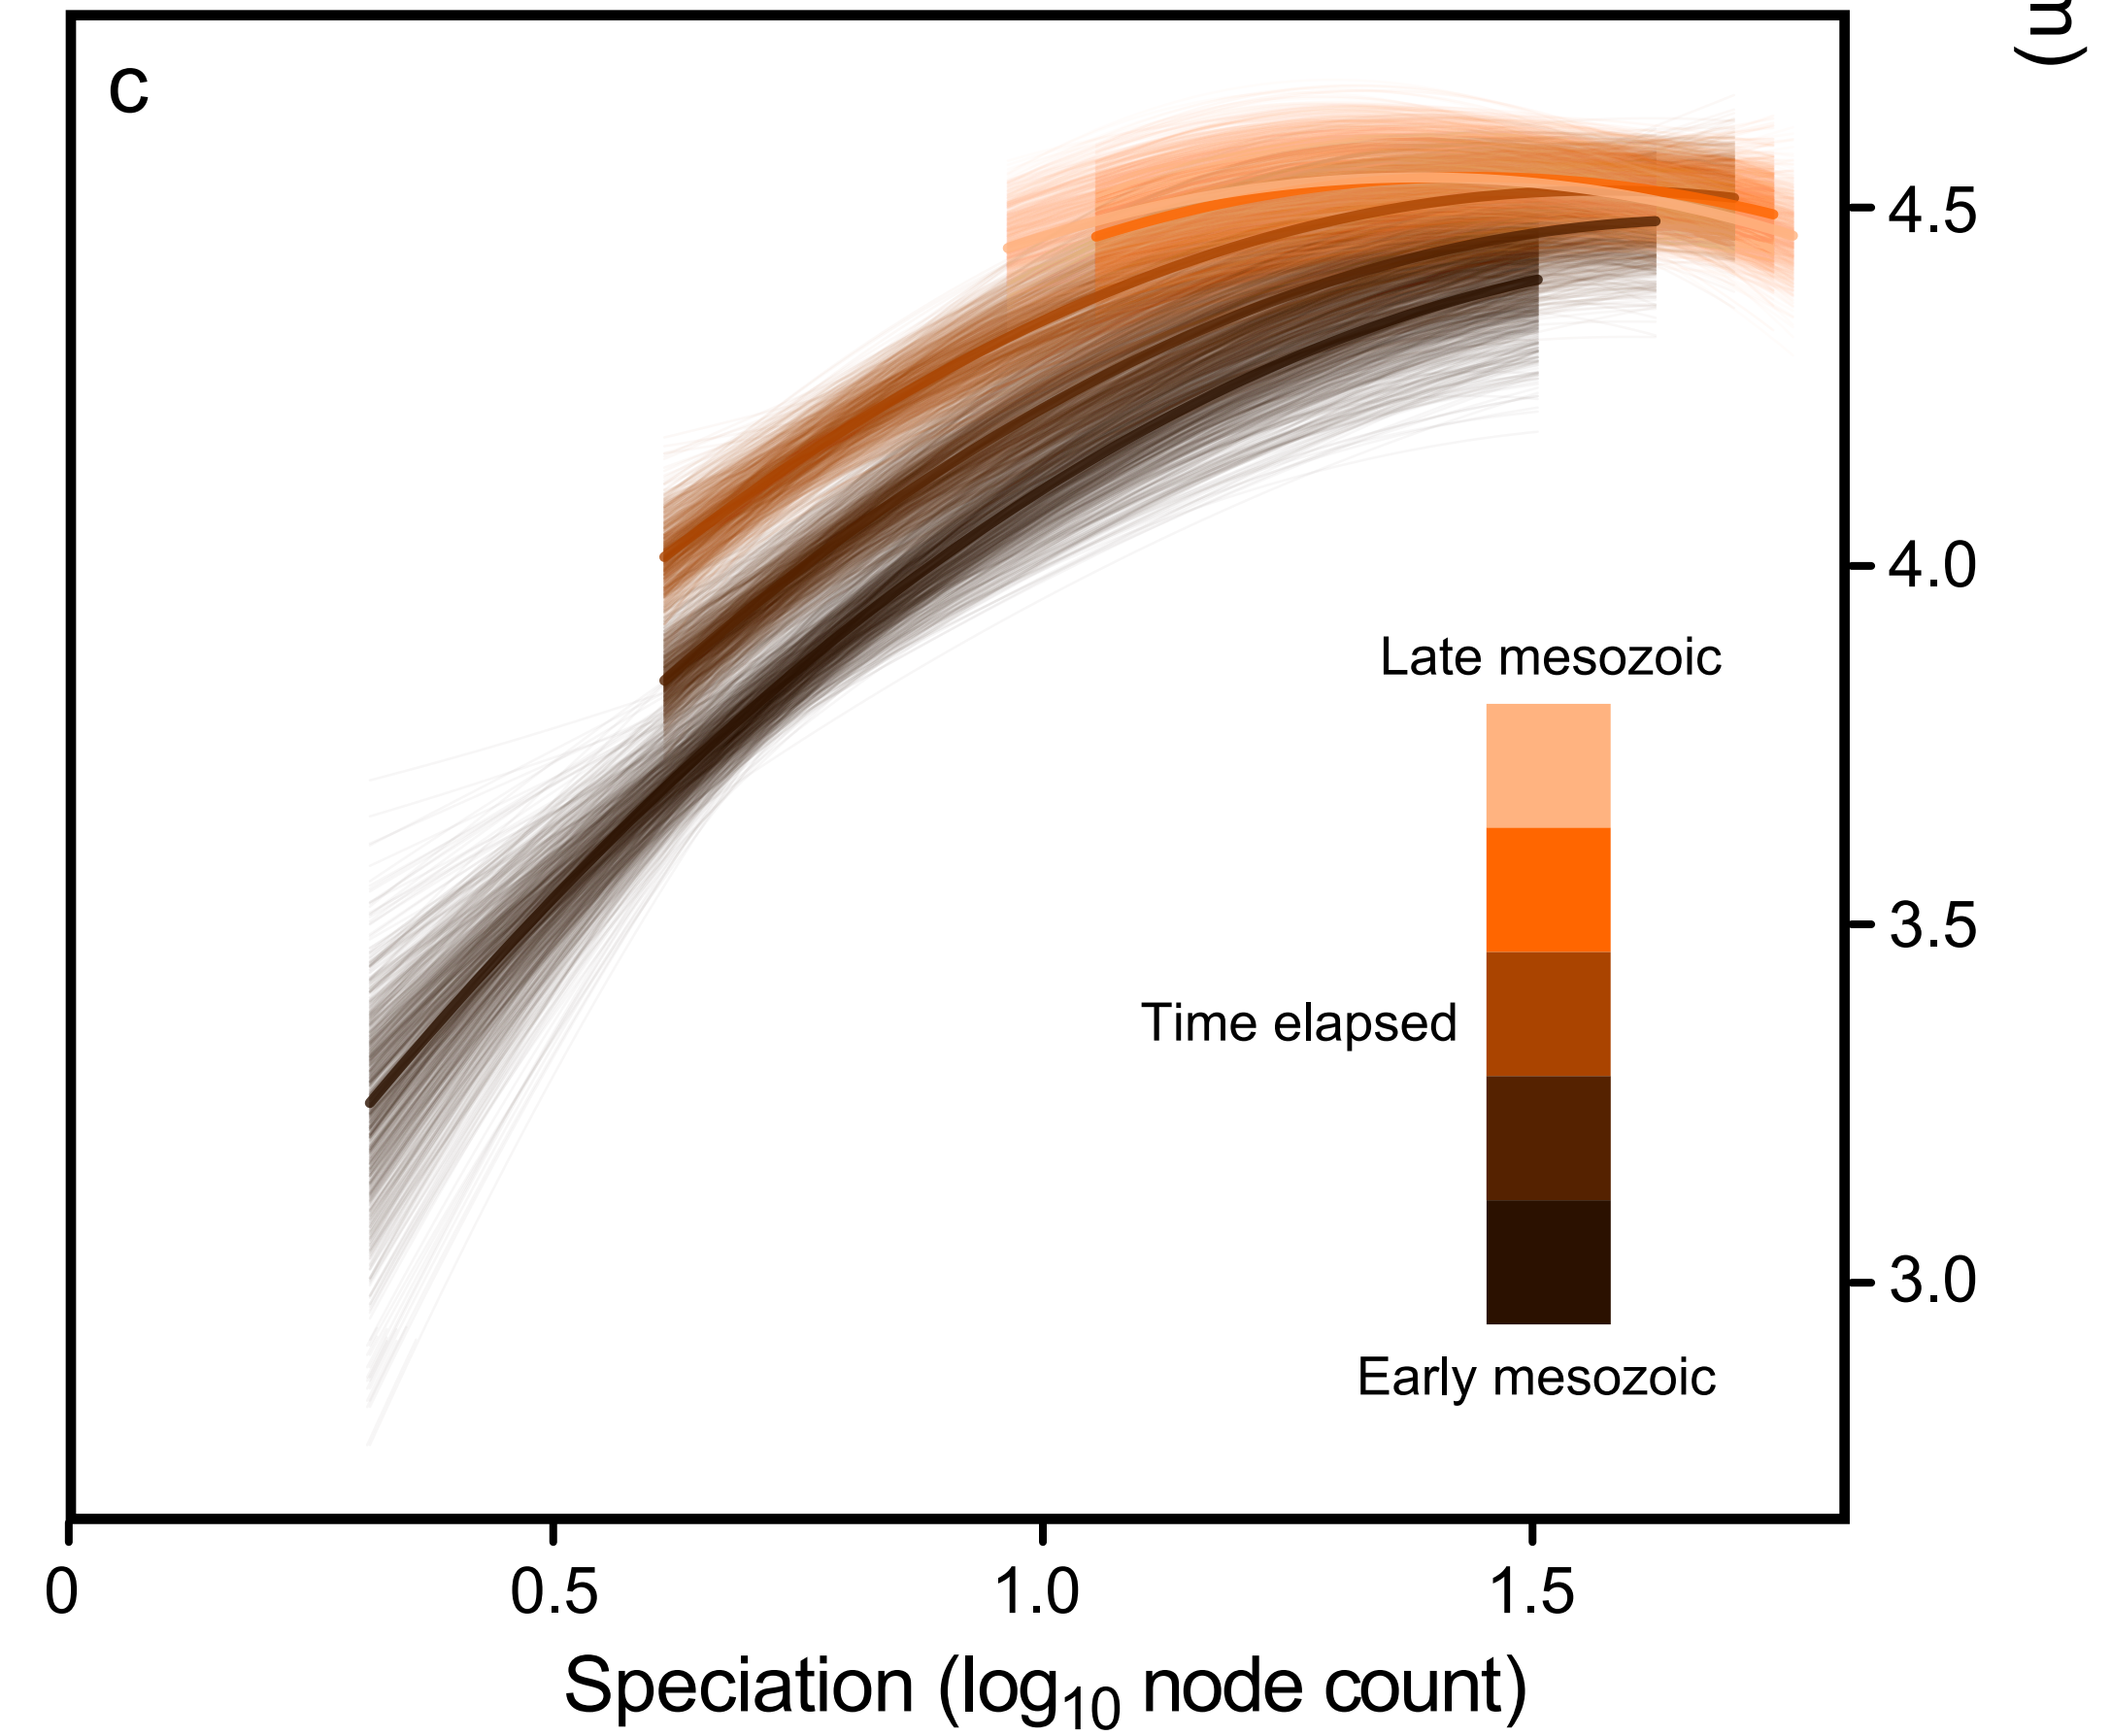 m)
c
4.5
4.0
3.5
3.0
Late mesozoic
Time elapsed
Early mesozoic
0 0.5 1.0 1.5
Speciation (log10 node count)